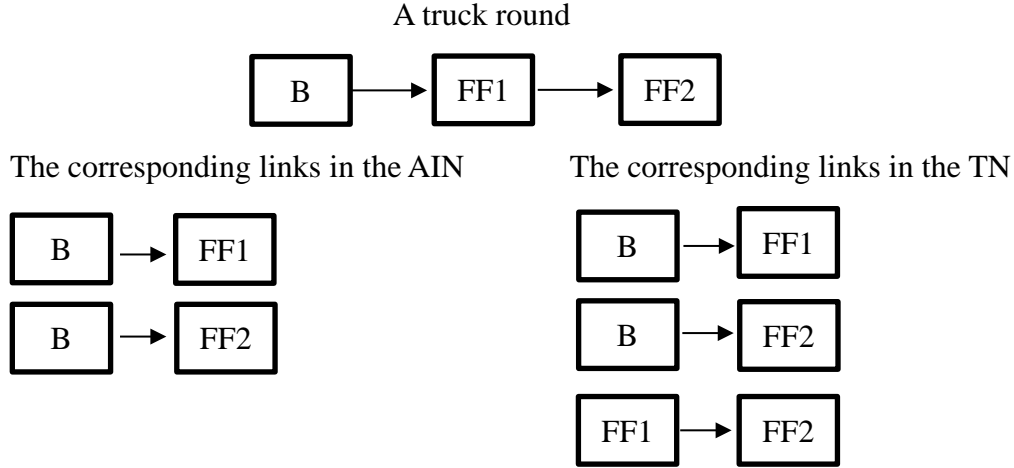 A truck round
B FF1 FF2
The corresponding links in the AIN
B FF1
B FF2
The corresponding links in the TN
B FF1
B FF2
FF1 FF2